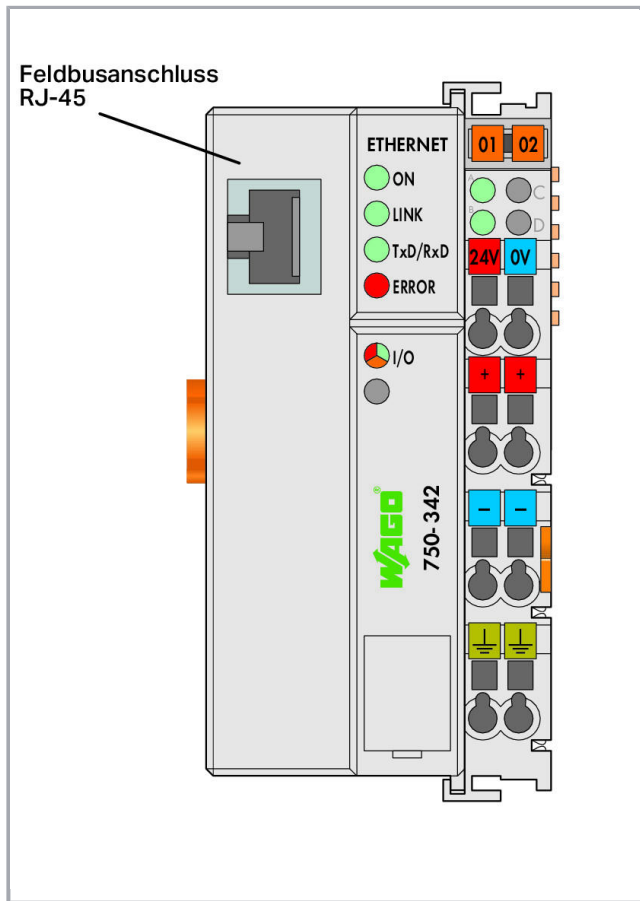 Feldbusanschluss
RJ-45
ETHERNET
ON
LINK
TxD/RxD
ERROR
I/O
WAGO®
750-342
01 02
A C
B D
24V 0V
+ +
− −